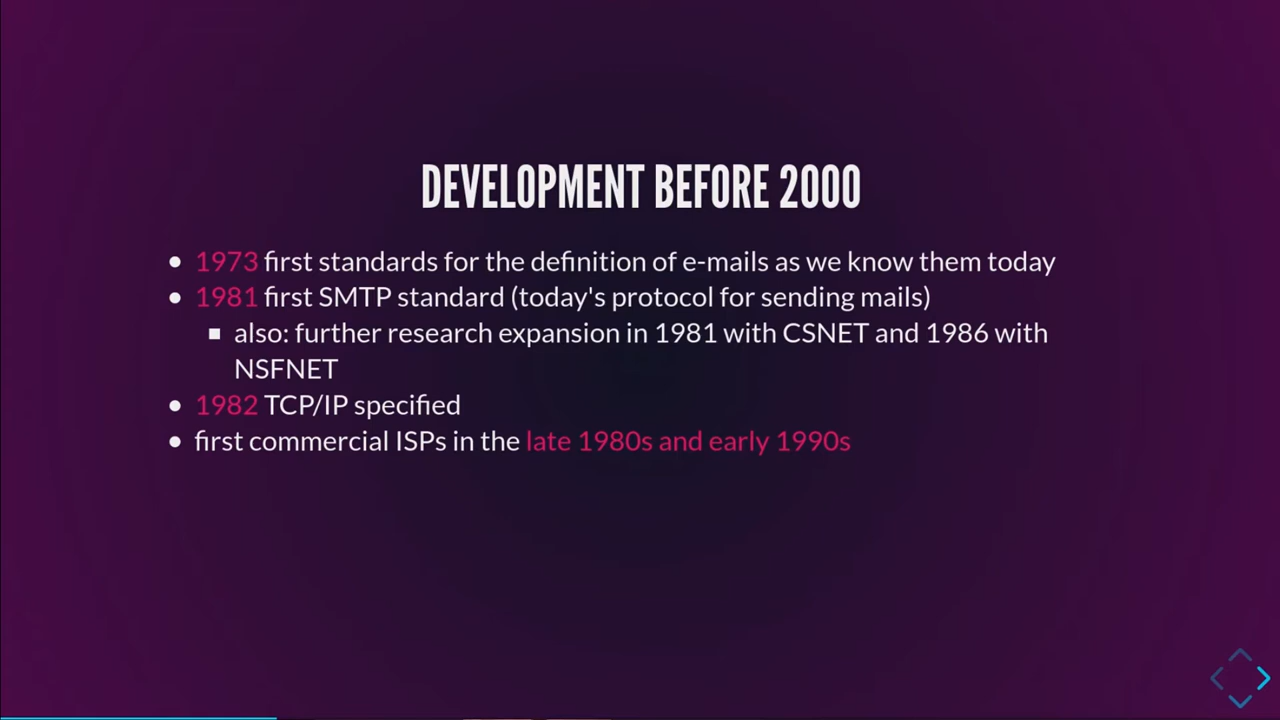 DEVELOPMENT BEFORE 2000
1973 first standards for the definition of e-mails as we know them today
1981 first SMTP standard (today's protocol for sending mails)
also: further research expansion in 1981 with CSNET and 1986 with
NSFNET
1982 TCP/IP specified
first commercial ISPs in the late 1980s and early 1990s